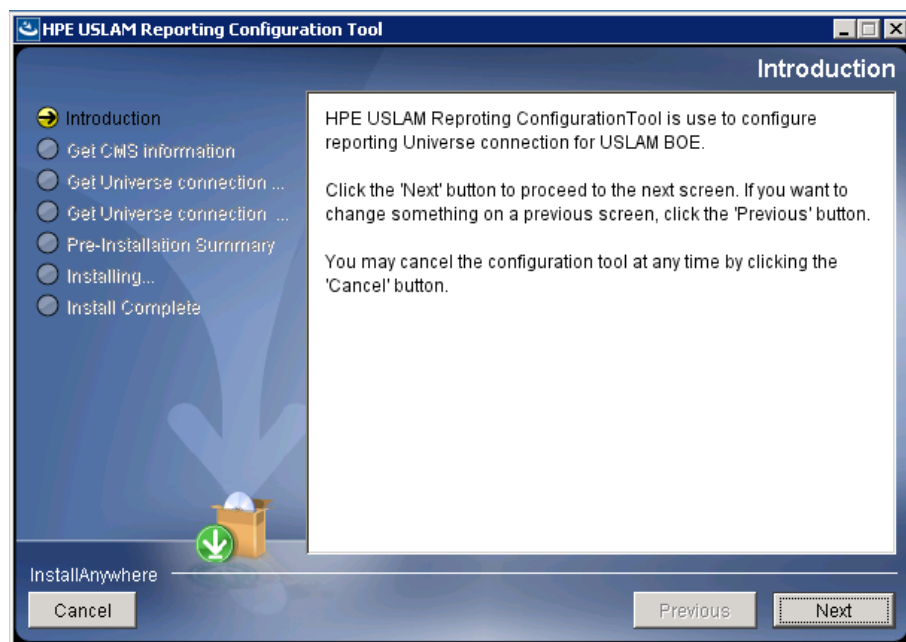 HPE USLAM Reporting Configuration Tool
Introduction
Introduction
Get CMS information
Get Universe connection ...
Get Universe connection ...
Pre-Installation Summary
Installing...
Install Complete
HPE USLAM Reproting ConfigurationTool is use to configure
reporting Universe connection for USLAM BOE.
Click the 'Next' button to proceed to the next screen. If you want to
change something on a previous screen, click the 'Previous' button.
You may cancel the configuration tool at any time by clicking the
'Cancel' button.
InstallAnywhere
Cancel
Previous
Next